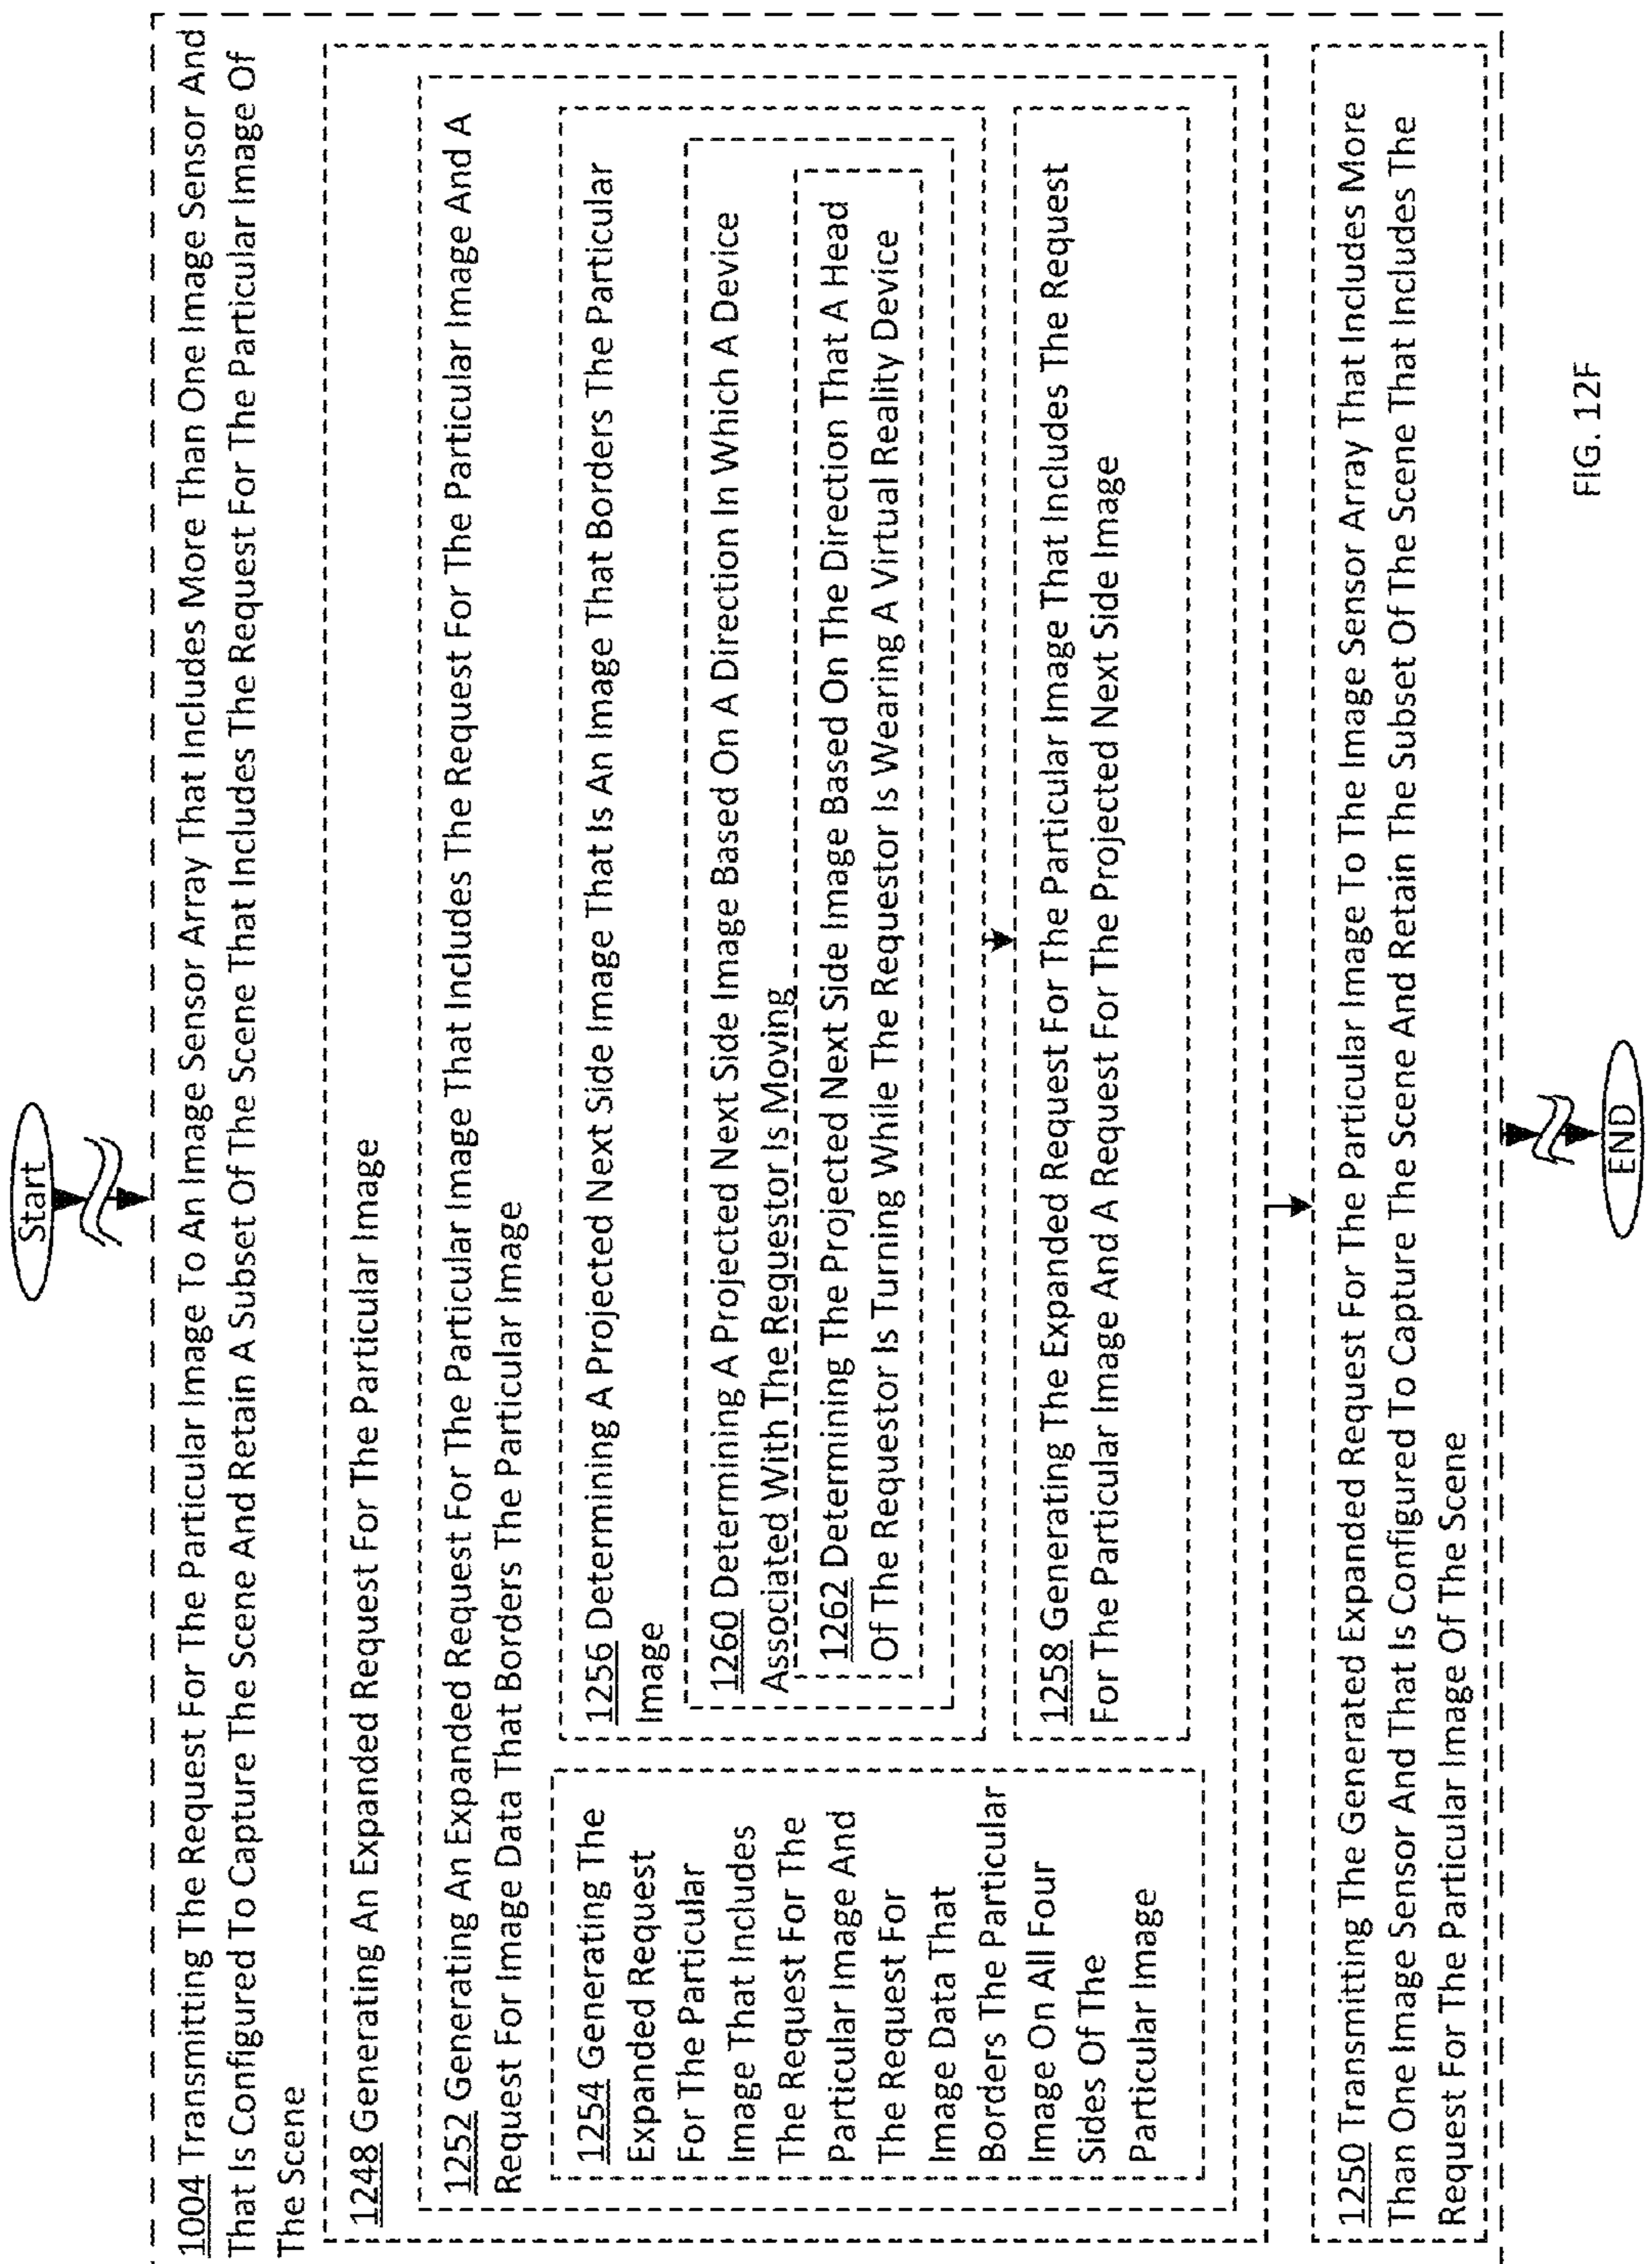 Start
1004 Transmitting The Request For The Particular Image To An Image Sensor Array That Includes More Than One Image Sensor And
That Is Configured To Capture The Scene And Retain A Subset Of The Scene That Includes The Request For The Particular Image Of
The Scene
1248 Generating An Expanded Request For The Particular Image
1252 Generating An Expanded Request For The Particular Image That Includes The Request For The Particular Image And A
Request For Image Data That Borders The Particular Image
1254 Generating The
Expanded Request
For The Particular
Image That Includes
The Request For The
Particular Image And
The Request For
Image Data That
Borders The Particular
Image On All Four
Sides Of The
Particular Image
1256 Determining A Projected Next Side Image That Is An Image That Borders The Particular
Image
1260 Determining A Projected Next Side Image Based On A Direction In Which A Device
Associated With The Requestor Is Moving
1262 Determining The Projected Next Side Image Based On The Direction That A Head
Of The Requestor Is Turning While The Requestor Is Wearing A Virtual Reality Device
1258 Generating The Expanded Request For The Particular Image That Includes The Request
For The Particular Image And A Request For The Projected Next Side Image
1250 Transmitting The Generated Expanded Request For The Particular Image To The Image Sensor Array That Includes More
Than One Image Sensor And That Is Configured To Capture The Scene And Retain The Subset Of The Scene That Includes The
Request For The Particular Image Of The Scene
END
FIG. 12F